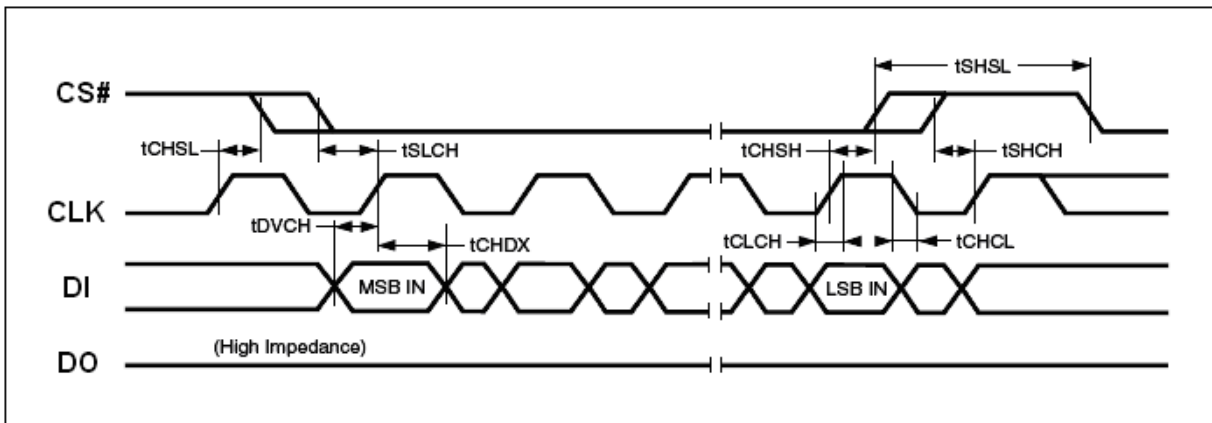 tSHSL
CS#
tCHSL
tSLCH
tCHSH
tSHCH
CLK
tDVCH
tCHDX
tCLCH
tCHCL
DI
MSB IN
LSB IN
(High Impedance)
DO